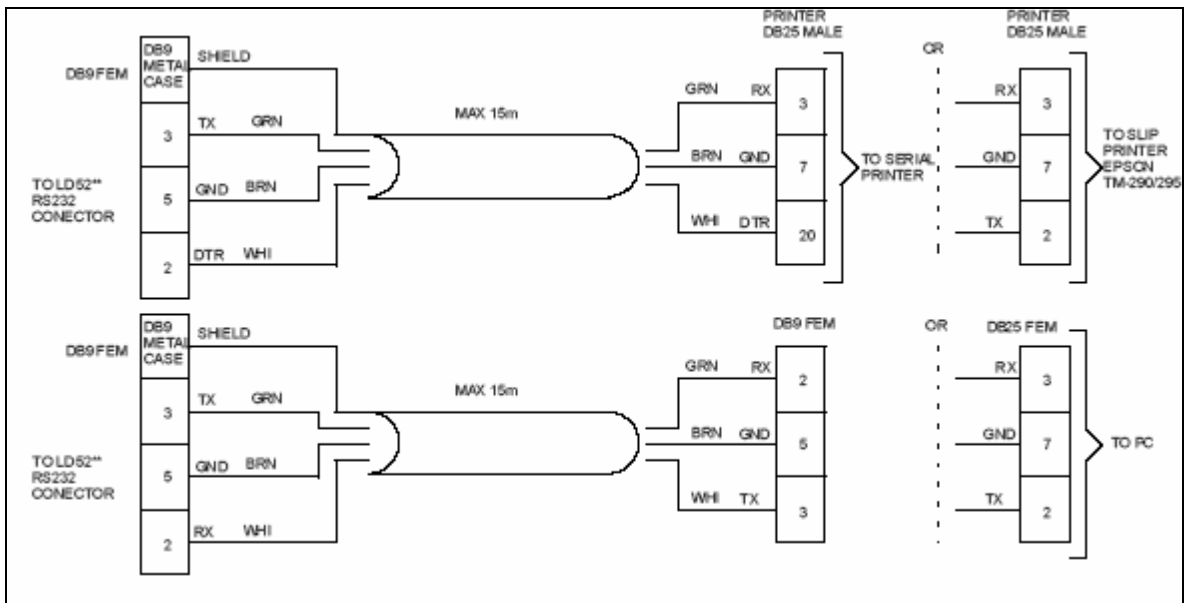 PRINTER
DB25 MALE
PRINTER
DB25 MALE
OR
DB9 FEM
DB9
METAL
CASE
SHIELD
3
TX GRN
5
GND BRN
2
DTR WHI
TO LD52**
RS232
CONECTOR
MAX 15m
GRN RX
3
BRN GND
7
WHI DTR
20
TO SERIAL
PRINTER
RX
3
GND
7
TX
2
TO SLIP
PRINTER
EPSON
TM-290/295
DB9 FEM
DB9
METAL
CASE
SHIELD
3
TX GRN
5
GND BRN
2
RX WHI
TO LD52**
RS232
CONECTOR
MAX 15m
DB9 FEM
GRN RX
2
BRN GND
5
WHI TX
3
OR
DB25 FEM
RX
3
GND
7
TX
2
TO PC